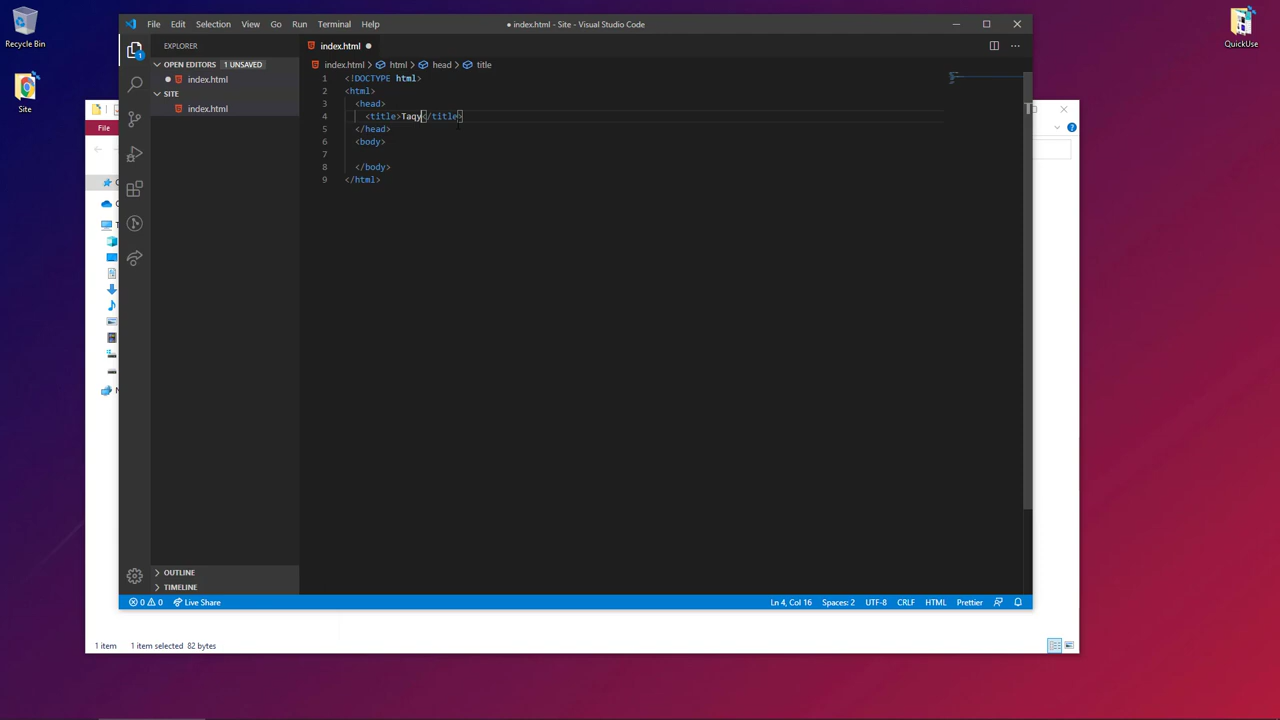 Recycle Bin
Site
QuickUse
File Edit Selection View Go Run Terminal Help
● index.html - Site - Visual Studio Code
EXPLORER
index.html
OPEN EDITORS 1 UNSAVED
index.html
SITE
index.html
index.html > html > head > title
1 <!DOCTYPE html>
2 <html>
3 <head>
4 <title>Taqy</title>
5 </head>
6 <body>
7
8 </body>
9 </html>
File
OUTLINE
TIMELINE
0 0 Live Share
Ln 4, Col 16 Spaces: 2 UTF-8 CRLF HTML Prettier
1 item 1 item selected 82 bytes